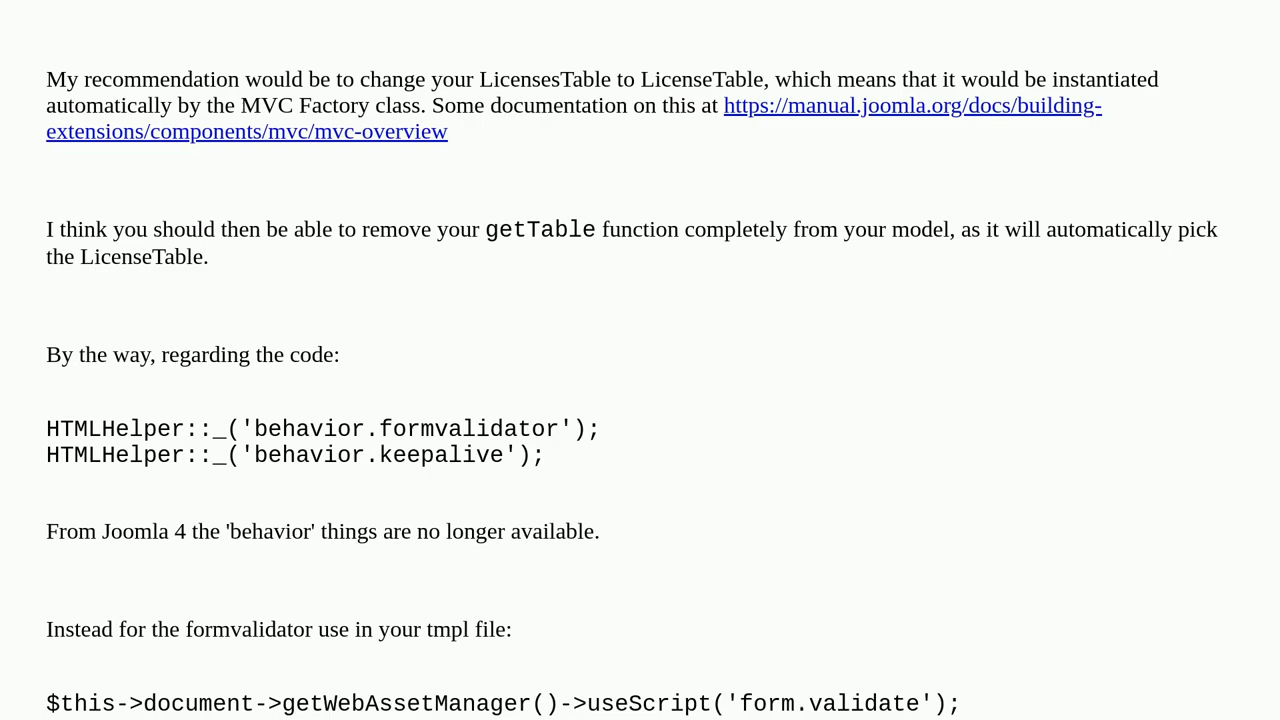 My recommendation would be to change your LicensesTable to LicenseTable, which means that it would be instantiated
automatically by the MVC Factory class. Some documentation on this at https://manual.joomla.org/docs/building-
extensions/components/mvc/mvc-overview
I think you should then be able to remove your getTable function completely from your model, as it will automatically pick
the LicenseTable.
By the way, regarding the code:
HTMLHelper::_('behavior.formvalidator');
HTMLHelper::_('behavior.keepalive');
From Joomla 4 the 'behavior' things are no longer available.
Instead for the formvalidator use in your tmpl file:
$this->document->getWebAssetManager()->useScript('form.validate');